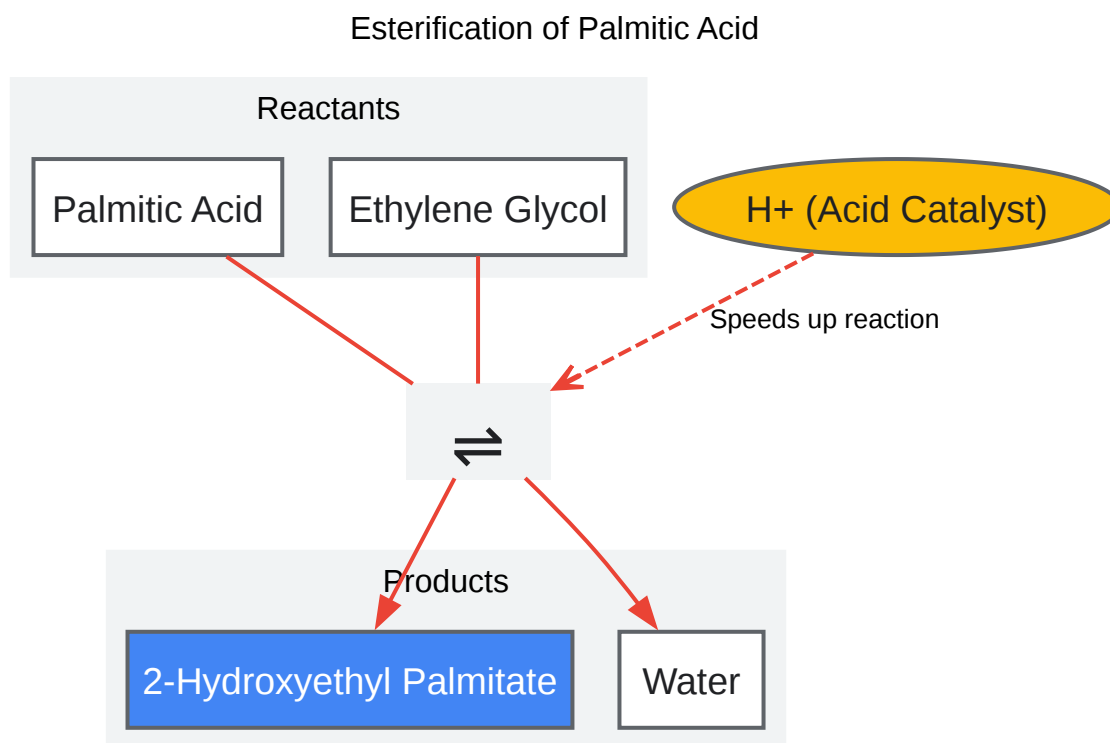 Esterification of Palmitic Acid
Reactants
Palmitic Acid
Ethylene Glycol
H+ (Acid Catalyst)
Speeds up reaction
⇌
Products
2-Hydroxyethyl Palmitate
Water